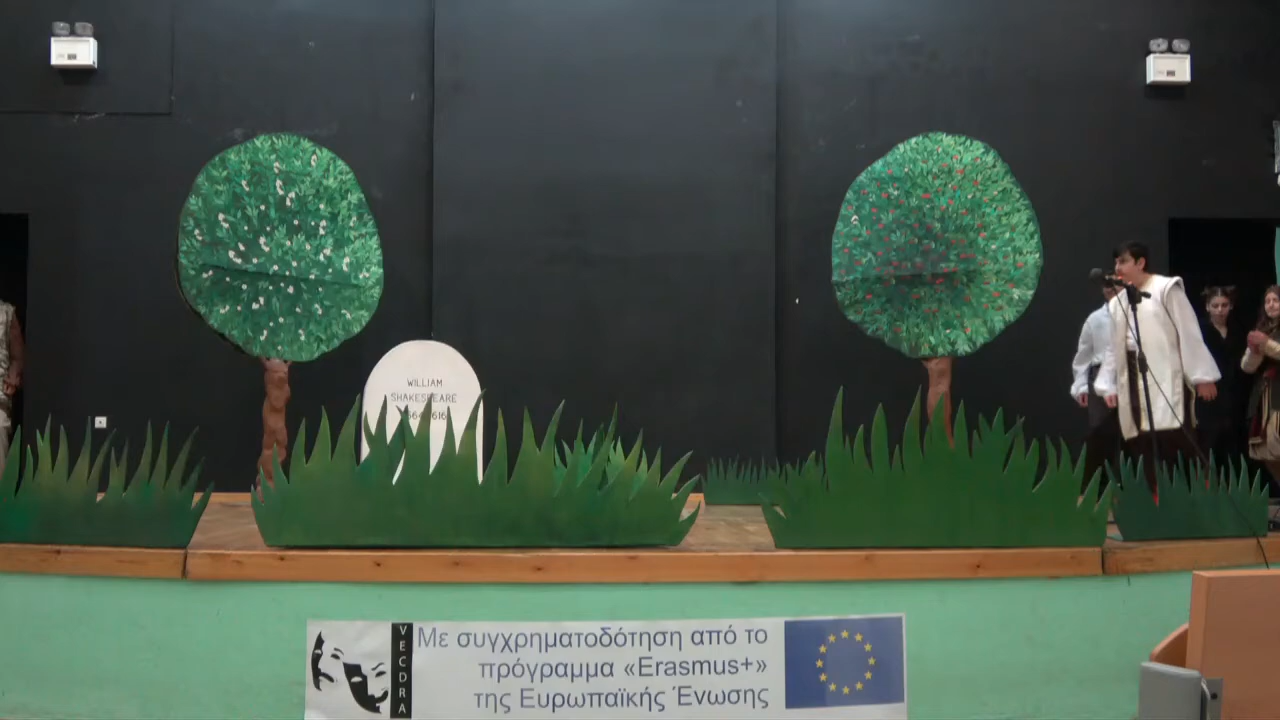 WILLIAM
SHAKESPEARE
VECDRA
Με συγχρηματοδότηση από το
πρόγραμμα «Erasmus+»
της Ευρωπαϊκής Ένωσης